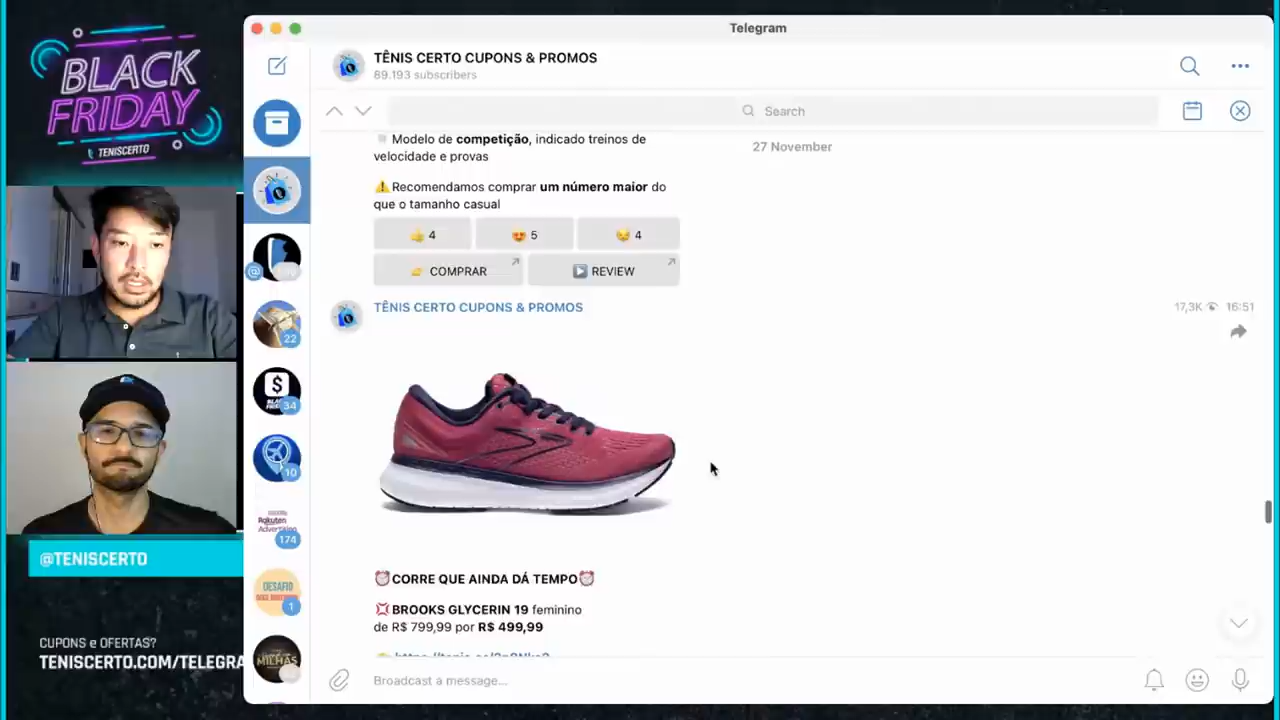 BLACK
FRIDAY
TENISCERTO
@TENISCERTO
CUPONS e OFERTAS?
TENISCERTO.COM/TELEGRA
Telegram
TÊNIS CERTO CUPONS & PROMOS
89.193 subscribers
Search
27 November
Modelo de competição, indicado treinos de
velocidade e provas
⚠️Recomendamos comprar um número maior do
que o tamanho casual
👍 4
😍 5
😪 4
👉 COMPRAR
▶️ REVIEW
TÊNIS CERTO CUPONS & PROMOS
17,3K 16:51
⏰CORRE QUE AINDA DÁ TEMPO⏰
💢 BROOKS GLYCERIN 19 feminino
de R$ 799,99 por R$ 499,99
Broadcast a message...
22
$
34
10
Rakuten
Advertising
174
DESAFIO
1
MILHAS